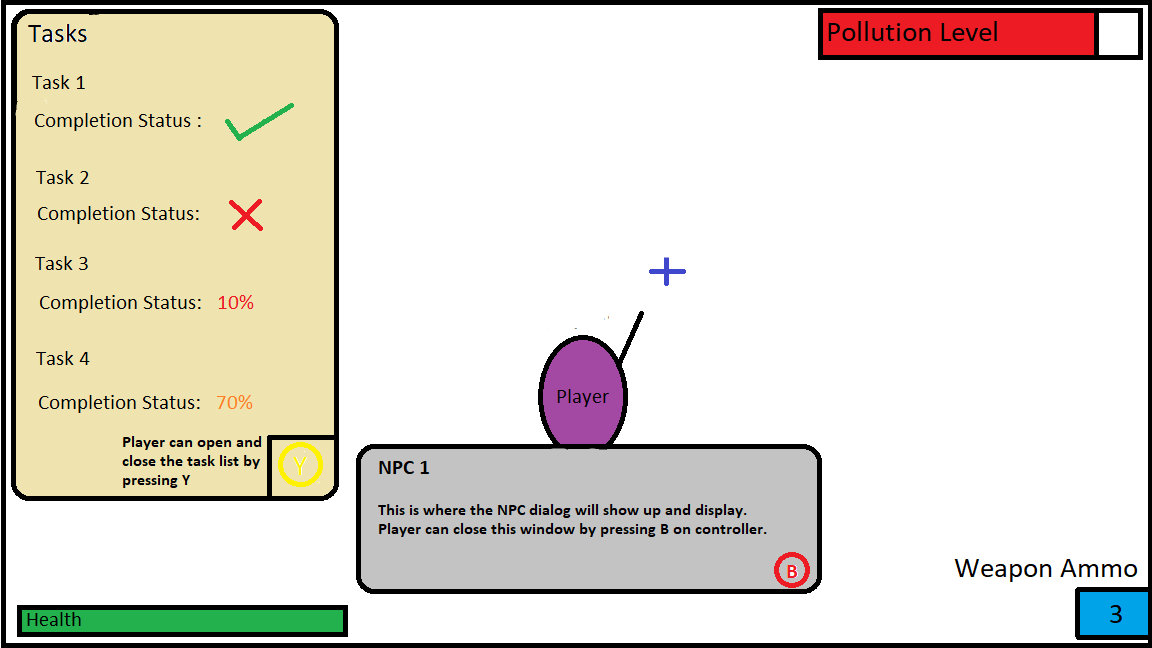 Tasks
Task 1
Completion Status :
Task 2
Completion Status:
Task 3
Completion Status: 10%
Task 4
Completion Status: 70%
Player can open and
close the task list by
pressing Y
Y
Pollution Level
Player
NPC 1
This is where the NPC dialog will show up and display.
Player can close this window by pressing B on controller.
B
Health
Weapon Ammo
3